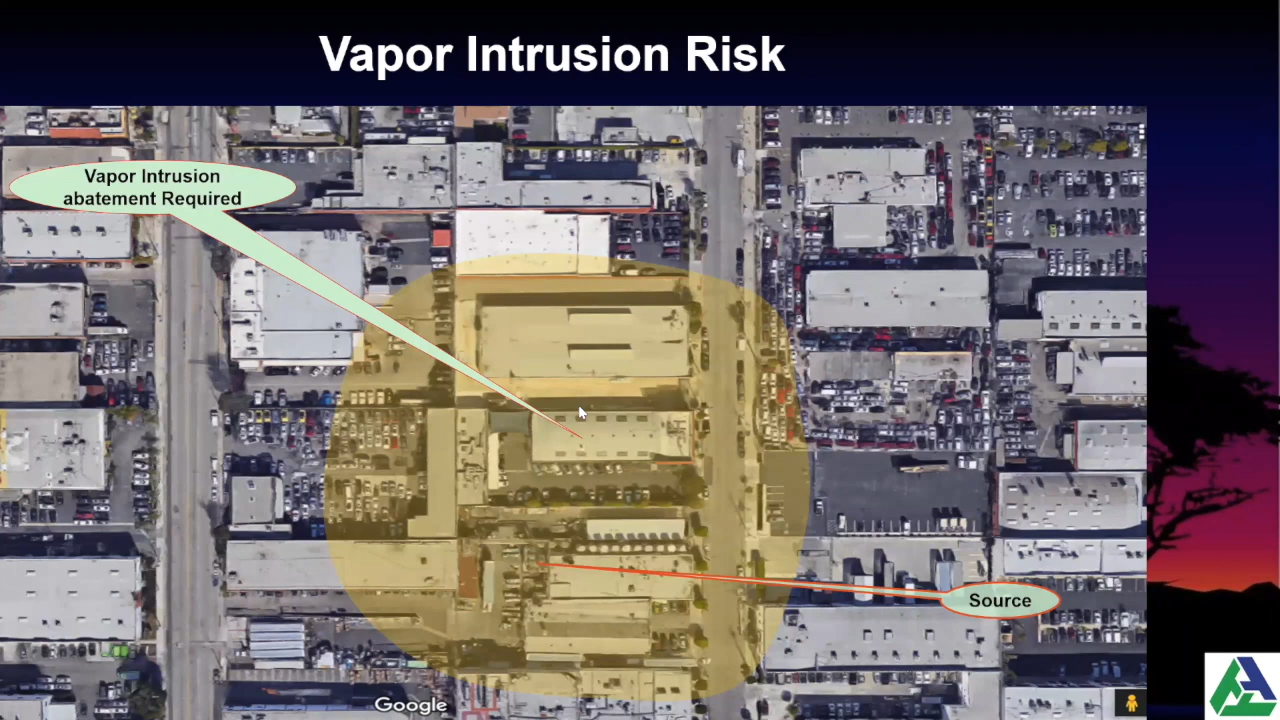 Vapor Intrusion Risk
Vapor Intrusion
abatement Required
Source
Google